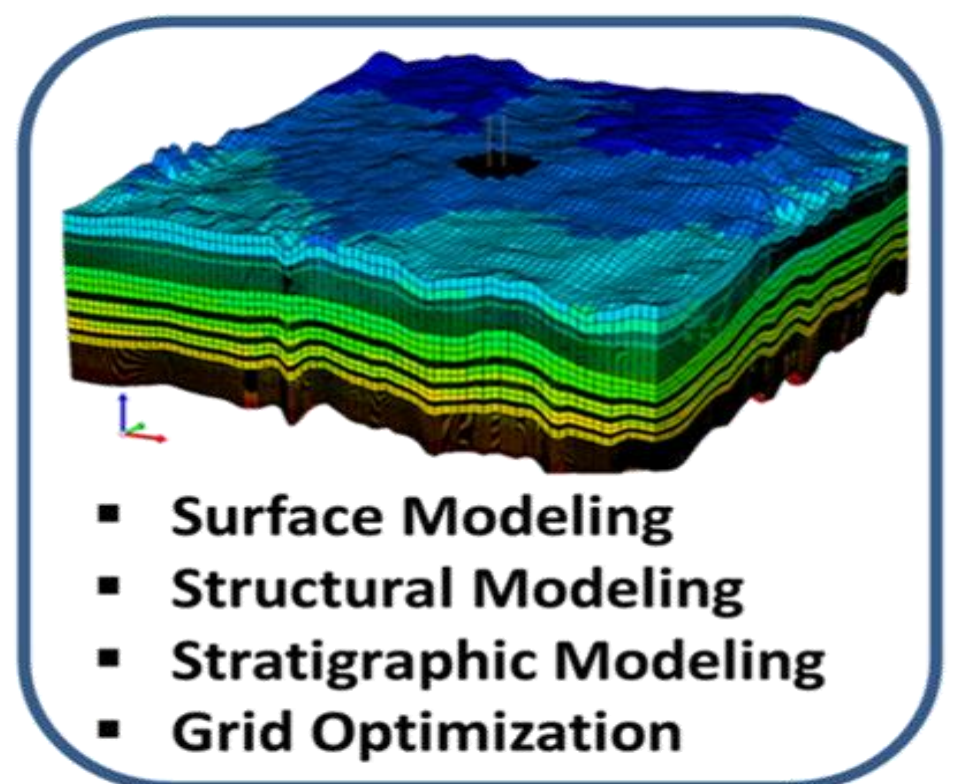 ▪ Surface Modeling
▪ Structural Modeling
▪ Stratigraphic Modeling
▪ Grid Optimization